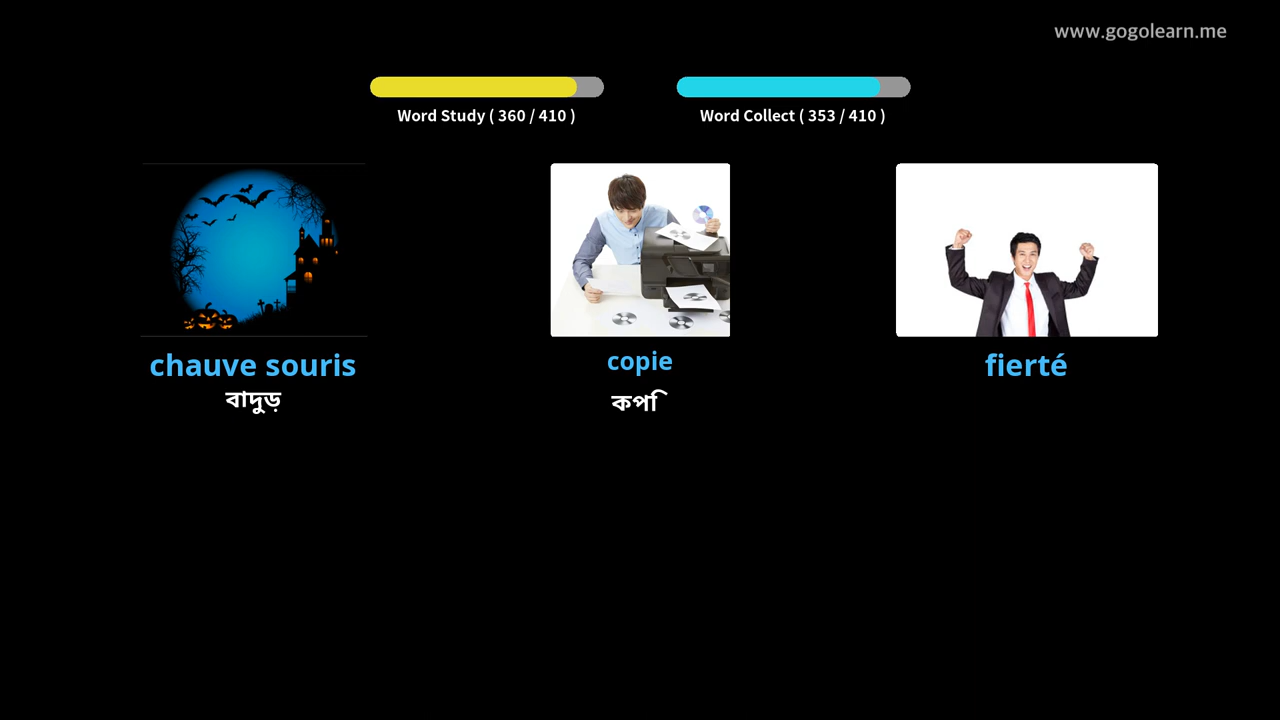 www.gogolearn.me
Word Study ( 360 / 410 )
Word Collect ( 353 / 410 )
chauve souris
copie
fierté
বাদুড়
কপি